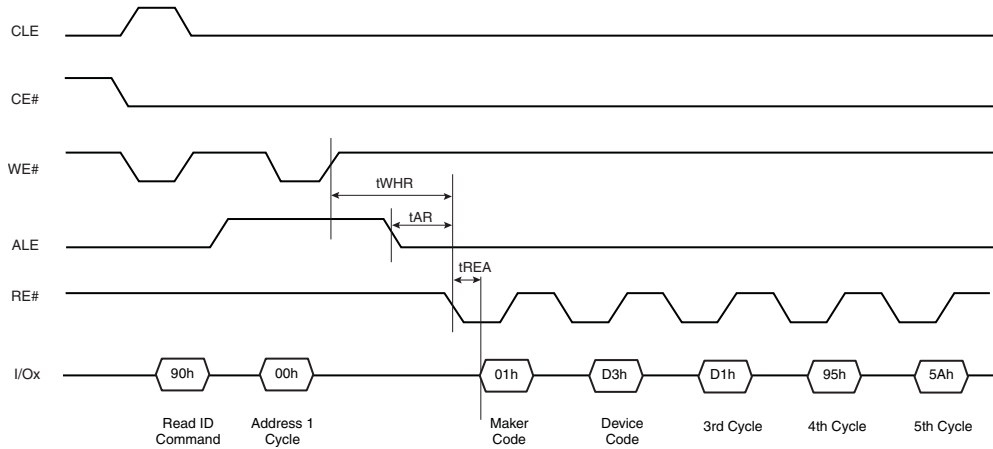 CLE
CE#
WE#
tWHR
tAR
ALE
tREA
RE#
I/Ox
90h
00h
01h
D3h
D1h
95h
5Ah
Read ID
Command
Address 1
Cycle
Maker
Code
Device
Code
3rd Cycle
4th Cycle
5th Cycle